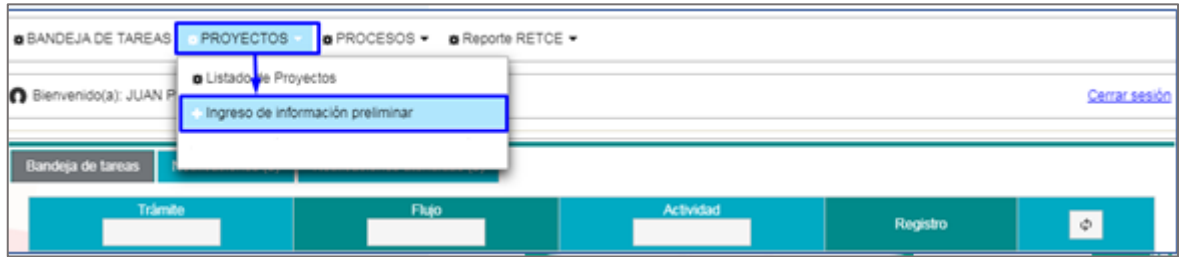 BANDEJA DE TAREAS PROYECTOS PROCESOS Reporte RETCE
Listado de Proyectos
Bienvenido(a): JUAN P Cerrar sesión
Ingreso de información preliminar
Bandeja de tareas
Trámite Flujo Actividad Registro